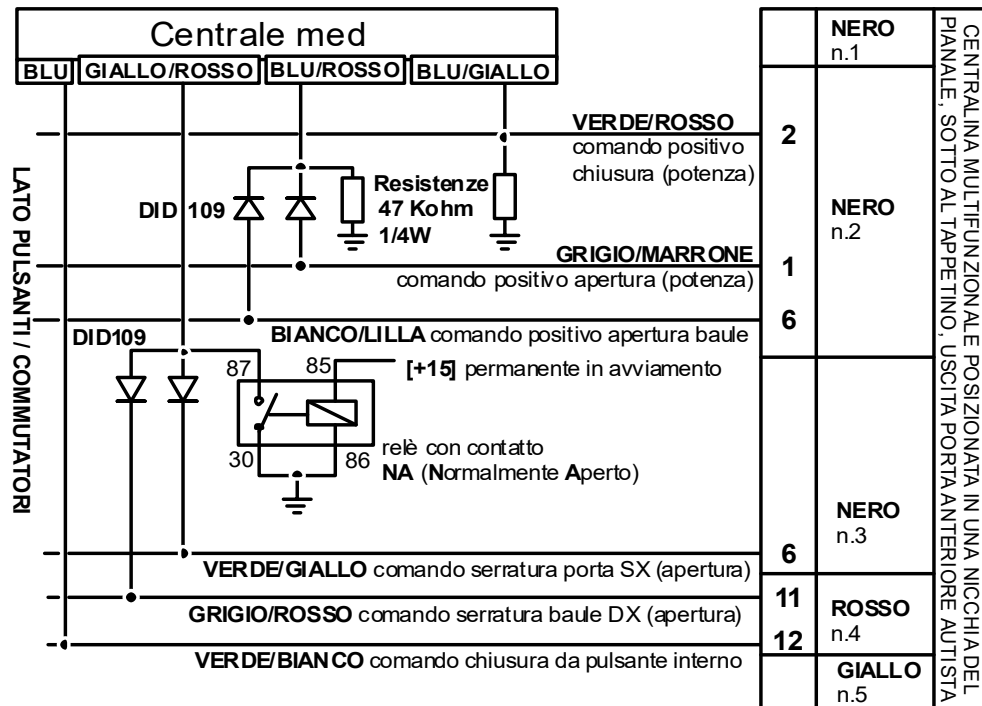 Centrale med
BLU GIALLO/ROSSO BLU/ROSSO BLU/GIALLO
NERO
n.1
VERDE/ROSSO
comando positivo
chiusura (potenza)
2
NERO
n.2
DID 109
Resistenze
47 Kohm
1/4W
GRIGIO/MARRONE
comando positivo apertura (potenza)
1
BIANCO/LILLA comando positivo apertura baule
6
DID109
87
85
[+15] permanente in avviamento
30
86
relè con contatto
NA (Normalmente Aperto)
NERO
n.3
6
VERDE/GIALLO comando serratura porta SX (apertura)
11
GRIGIO/ROSSO comando serratura baule DX (apertura)
ROSSO
n.4
12
VERDE/BIANCO comando chiusura da pulsante interno
GIALLO
n.5
LATO PULSANTI / COMMUTATORI
CENTRALINA MULTIFUNZIONALE POSIZIONATA IN UNA NICCHIA DEL
PIANALE, SOTTO AL TAPPETINO, USCITA PORTA ANTERIORE AUTISTA